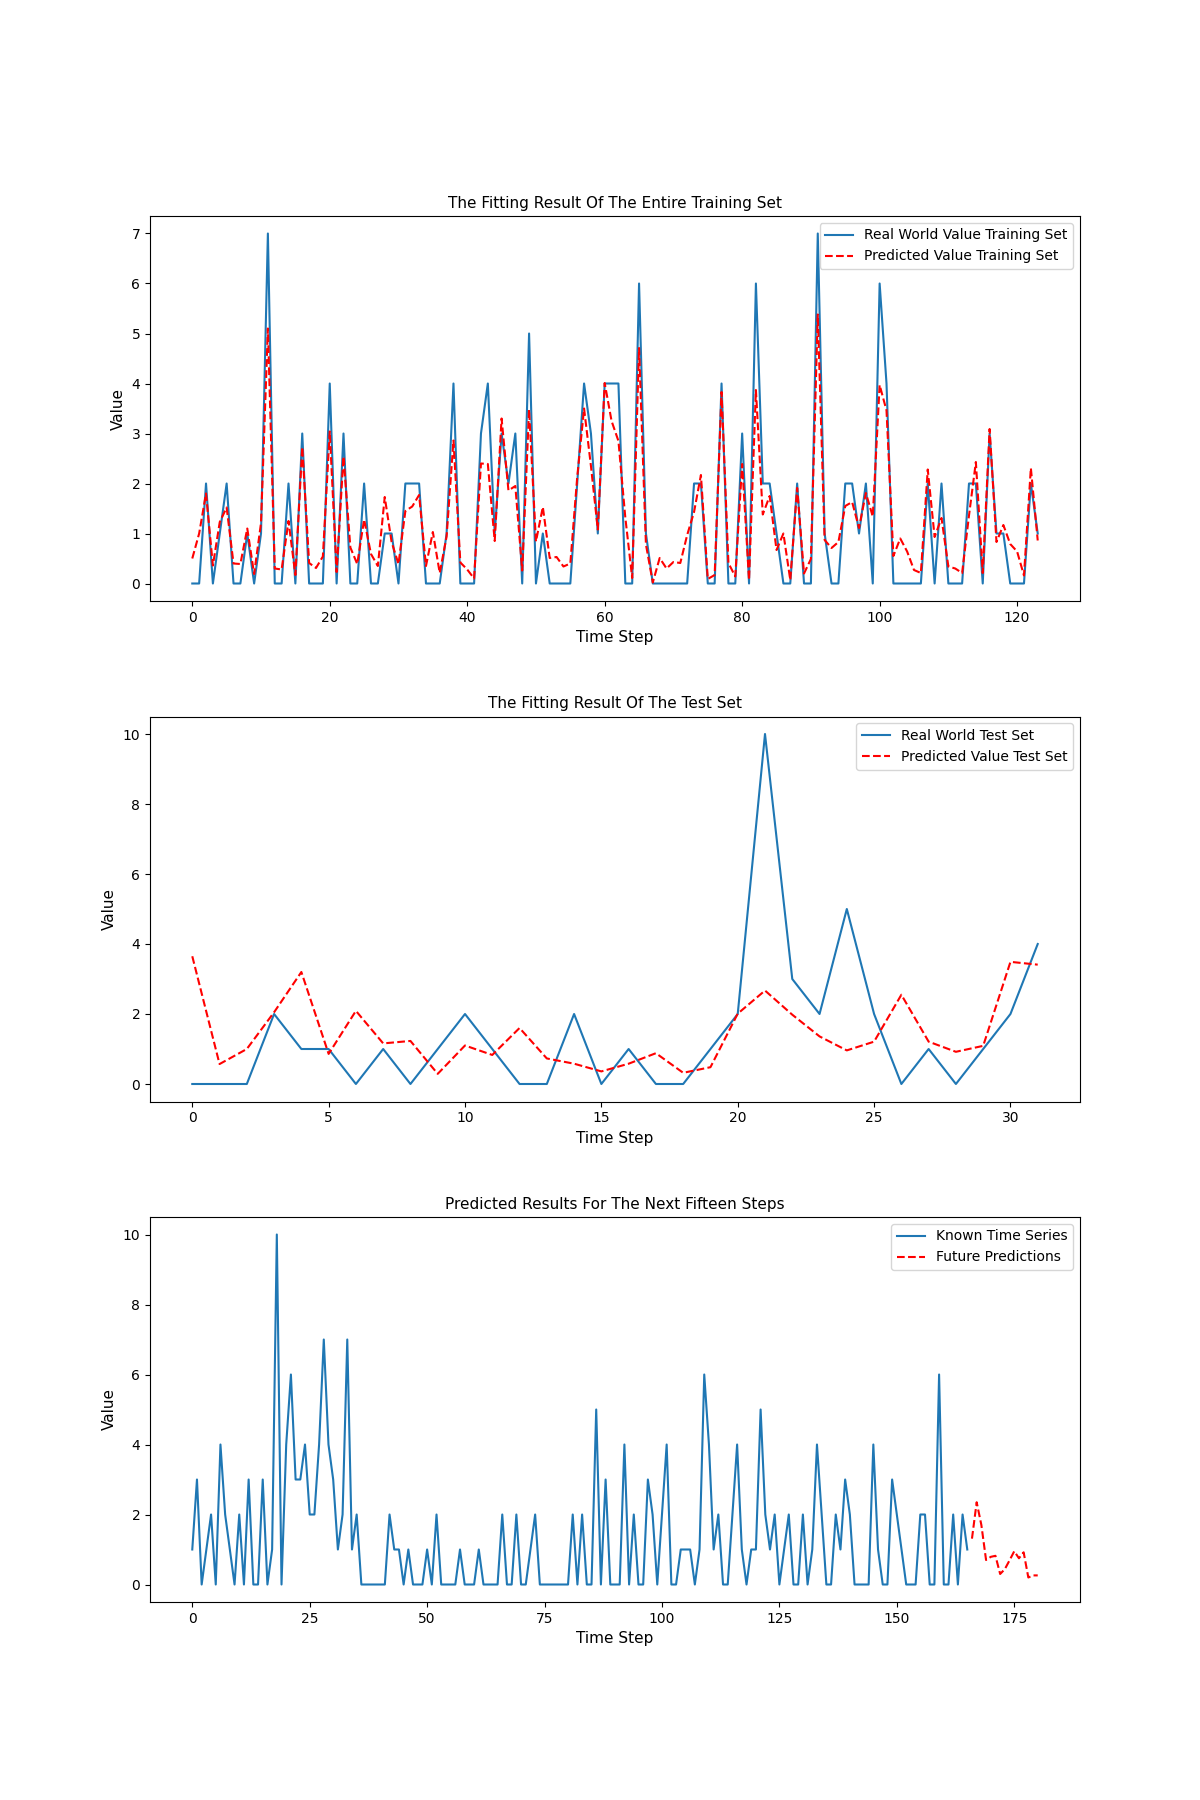 The Fitting Result Of The Entire Training Set
Real World Value Training Set
Predicted Value Training Set
Value
7
6
5
4
3
2
1
0
0 20 40 60 80 100 120
Time Step
The Fitting Result Of The Test Set
Real World Test Set
Predicted Value Test Set
Value
10
8
6
4
2
0
0 5 10 15 20 25 30
Time Step
Predicted Results For The Next Fifteen Steps
Known Time Series
Future Predictions
Value
10
8
6
4
2
0
0 25 50 75 100 125 150 175
Time Step